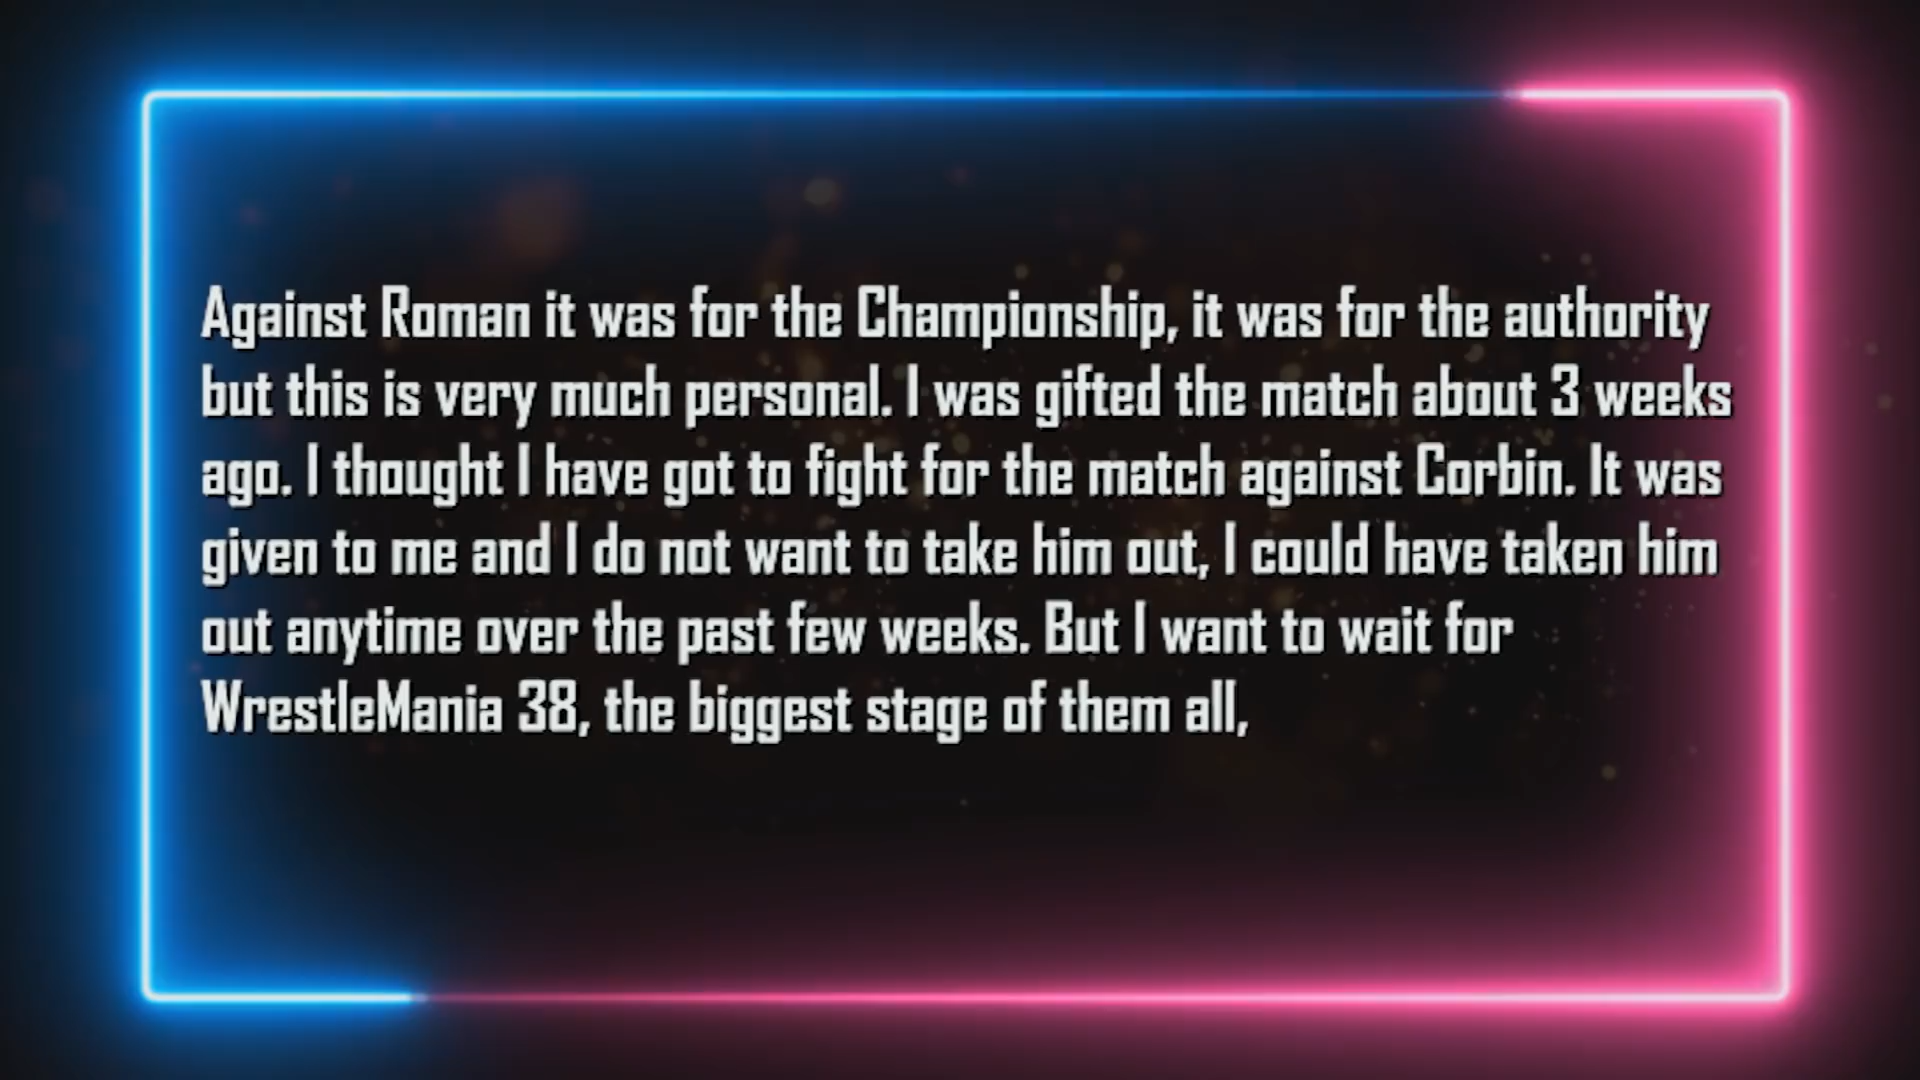 Against Roman it was for the Championship, it was for the authority
but this is very much personal. I was gifted the match about 3 weeks
ago. I thought I have got to fight for the match against Corbin. It was
given to me and I do not want to take him out, I could have taken him
out anytime over the past few weeks. But I want to wait for
WrestleMania 38, the biggest stage of them all,